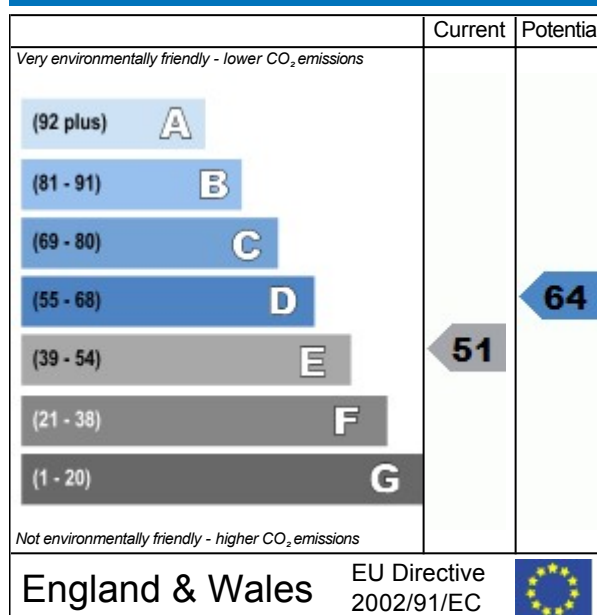 Current Potentia
Very environmentally friendly - lower CO₂ emissions
(92 plus) A
(81 - 91) B
(69 - 80) C
(55 - 68) D
64
(39 - 54) E
51
(21 - 38) F
(1 - 20) G
Not environmentally friendly - higher CO₂ emissions
England & Wales
EU Directive
2002/91/EC